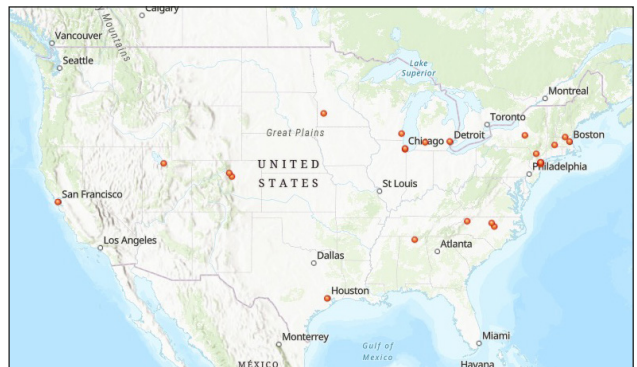 Calgary
Mountains
Vancouver
Seattle
Lake
Superior
Montreal
Toronto
Great Plains
Chicago
Detroit
Boston
UNITED
STATES
Philadelphia
St Louis
San Francisco
Los Angeles
Atlanta
Dallas
Houston
Monterrey
Gulf of
Mexico
Miami
MÉXICO
Havana